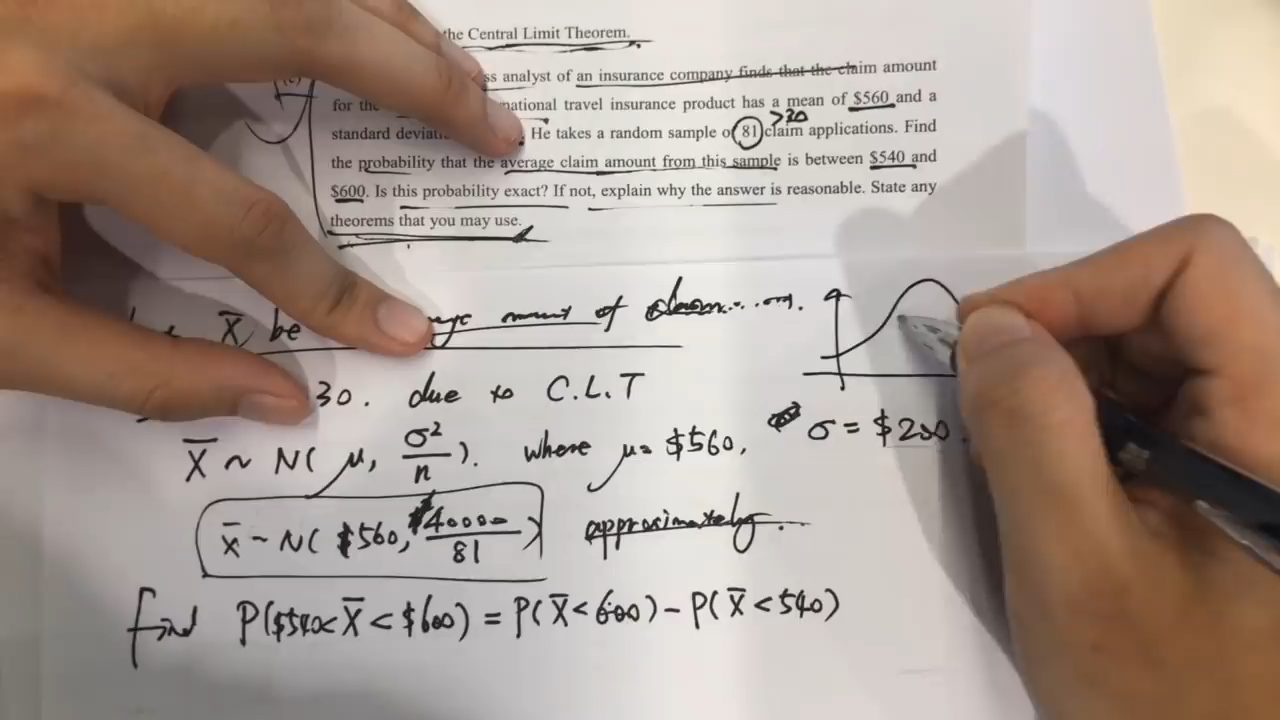 the Central Limit Theorem.
ss analyst of an insurance company finds that the claim amount
for the national travel insurance product has a mean of $560 and a
>30
standard deviati He takes a random sample of 81 claim applications. Find
the probability that the average claim amount from this sample is between $540 and
$600. Is this probability exact? If not, explain why the answer is reasonable. State any
theorems that you may use.
X̄ be amount of
30. due to C.L.T
X̄ ~ N( μ, σ²/n ). where μ = $560, σ = $200
X̄ ~ N( $560, 40000/81 ) approximately.
find P($540 < X̄ < $600) = P( X̄ < 600) - P( X̄ < 540)